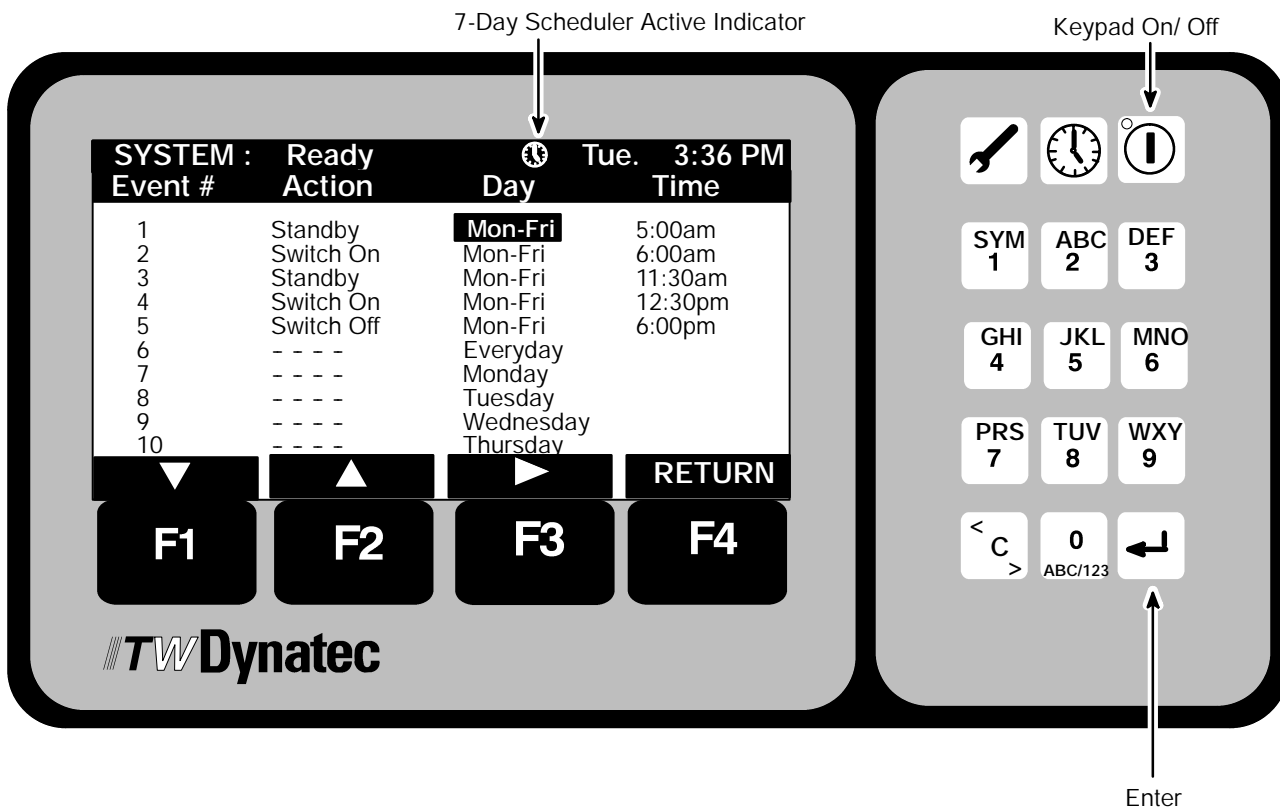 7-Day Scheduler Active Indicator
Keypad On/ Off
SYSTEM : Ready Tue. 3:36 PM
Event # Action Day Time
1 Standby Mon-Fri 5:00am
2 Switch On Mon-Fri 6:00am
3 Standby Mon-Fri 11:30am
4 Switch On Mon-Fri 12:30pm
5 Switch Off Mon-Fri 6:00pm
6 - - - - Everyday
7 - - - - Monday
8 - - - - Tuesday
9 - - - - Wednesday
10 - - - - Thursday
RETURN
F1 F2 F3 F4
TWDynatec
SYM ABC DEF
1 2 3
GHI JKL MNO
4 5 6
PRS TUV WXY
7 8 9
< C > 0
ABC/123
Enter